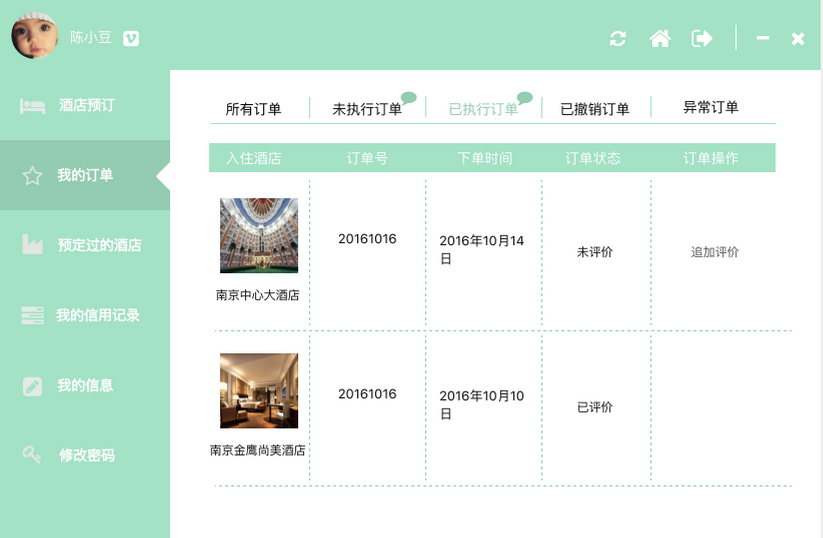 陈小豆
酒店预订
我的订单
预定过的酒店
我的信用记录
我的信息
修改密码
所有订单 未执行订单 已执行订单 已撤销订单 异常订单
入住酒店 订单号 下单时间 订单状态 订单操作
20161016
2016年10月14
日
未评价
追加评价
南京中心大酒店
20161016
2016年10月10
日
已评价
南京金鹰尚美酒店